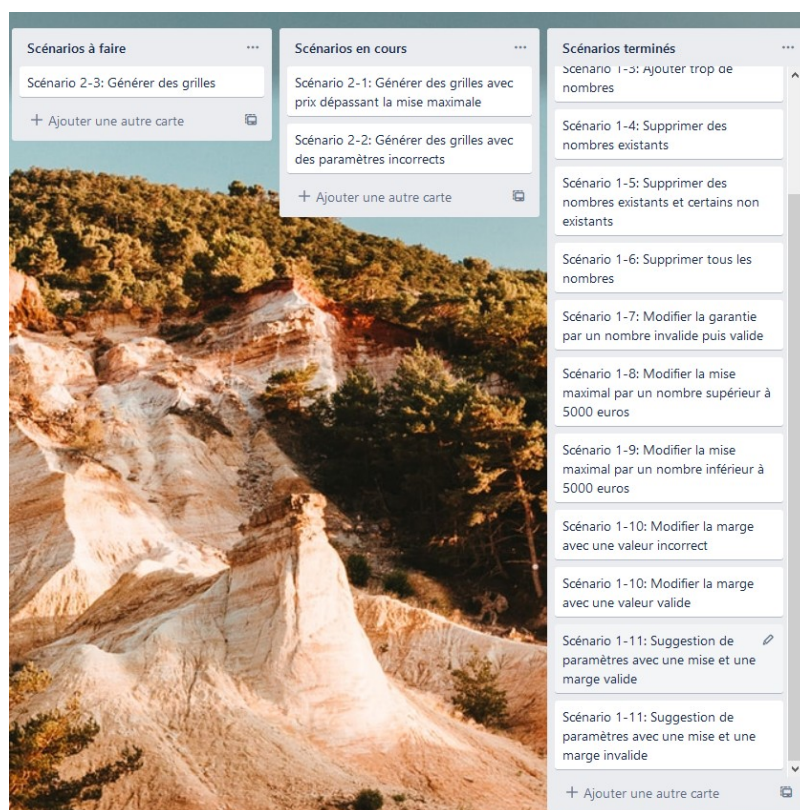 Scénarios à faire
Scénario 2-3: Générer des grilles
Ajouter une autre carte
Scénarios en cours
Scénario 2-1: Générer des grilles avec
prix dépassant la mise maximale
Scénario 2-2: Générer des grilles avec
des paramètres incorrects
Ajouter une autre carte
Scénarios terminés
Scénario 1-3: Ajouter trop de
nombres
Scénario 1-4: Supprimer des
nombres existants
Scénario 1-5: Supprimer des
nombres existants et certains non
existants
Scénario 1-6: Supprimer tous les
nombres
Scénario 1-7: Modifier la garantie
par un nombre invalide puis valide
Scénario 1-8: Modifier la mise
maximal par un nombre supérieur à
5000 euros
Scénario 1-9: Modifier la mise
maximal par un nombre inférieur à
5000 euros
Scénario 1-10: Modifier la marge
avec une valeur incorrect
Scénario 1-10: Modifier la marge
avec une valeur valide
Scénario 1-11: Suggestion de
paramètres avec une mise et une
marge valide
Scénario 1-11: Suggestion de
paramètres avec une mise et une
marge invalide
Ajouter une autre carte